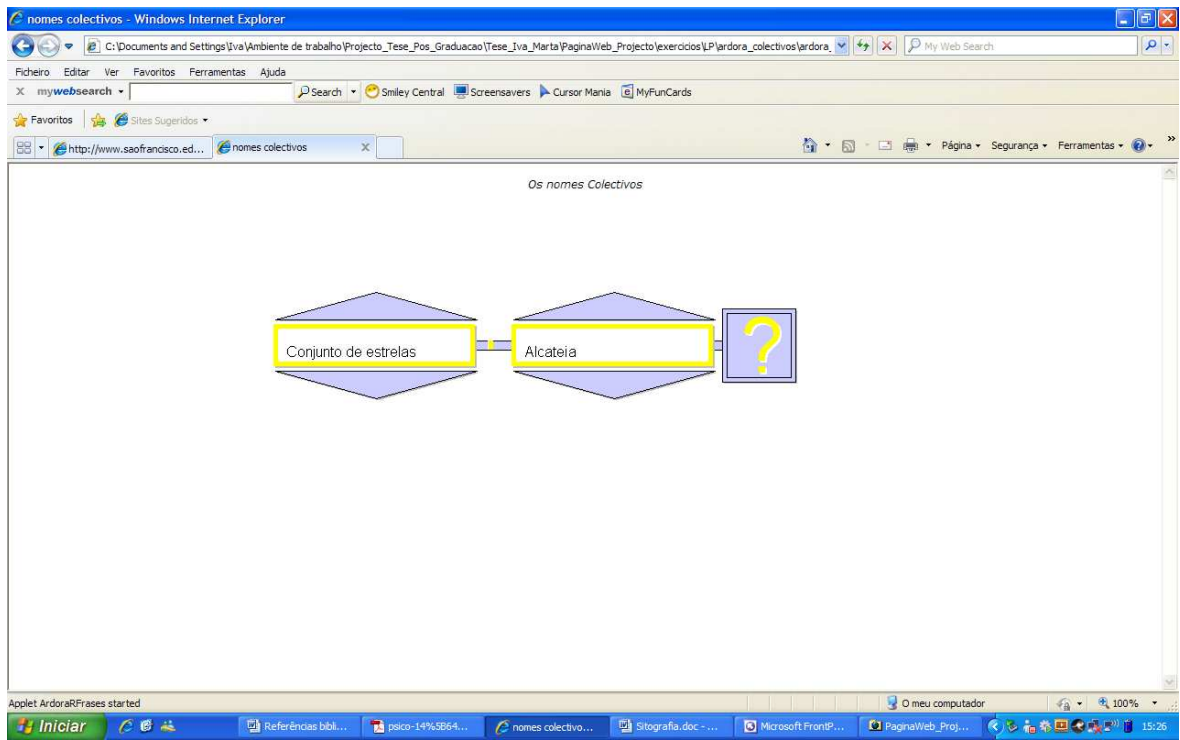 nomes colectivos - Windows Internet Explorer
C:\Documents and Settings\Iva\Ambiente de trabalho\Projecto_Tese_Pos_Graduacao\Tese_Iva_Marta\PaginaWeb_Projecto\exercicios\LP\ardora_colectivos\ardora_ My Web Search
Ficheiro Editar Ver Favoritos Ferramentas Ajuda
X mywebsearch Search Smiley Central Screensavers Cursor Mania MyFunCards
Favoritos Sites Sugeridos
http://www.saofrancisco.ed... nomes colectivos X Página Segurança Ferramentas »
Os nomes Colectivos
Conjunto de estrelas Alcateia ?
Applet ArdoraRFrases started O meu computador 100%
Iniciar Referências bibli... psico-14%5B64... nomes colectivo... Sitografia.doc - ... Microsoft FrontP... PaginaWeb_Proj... 15:26